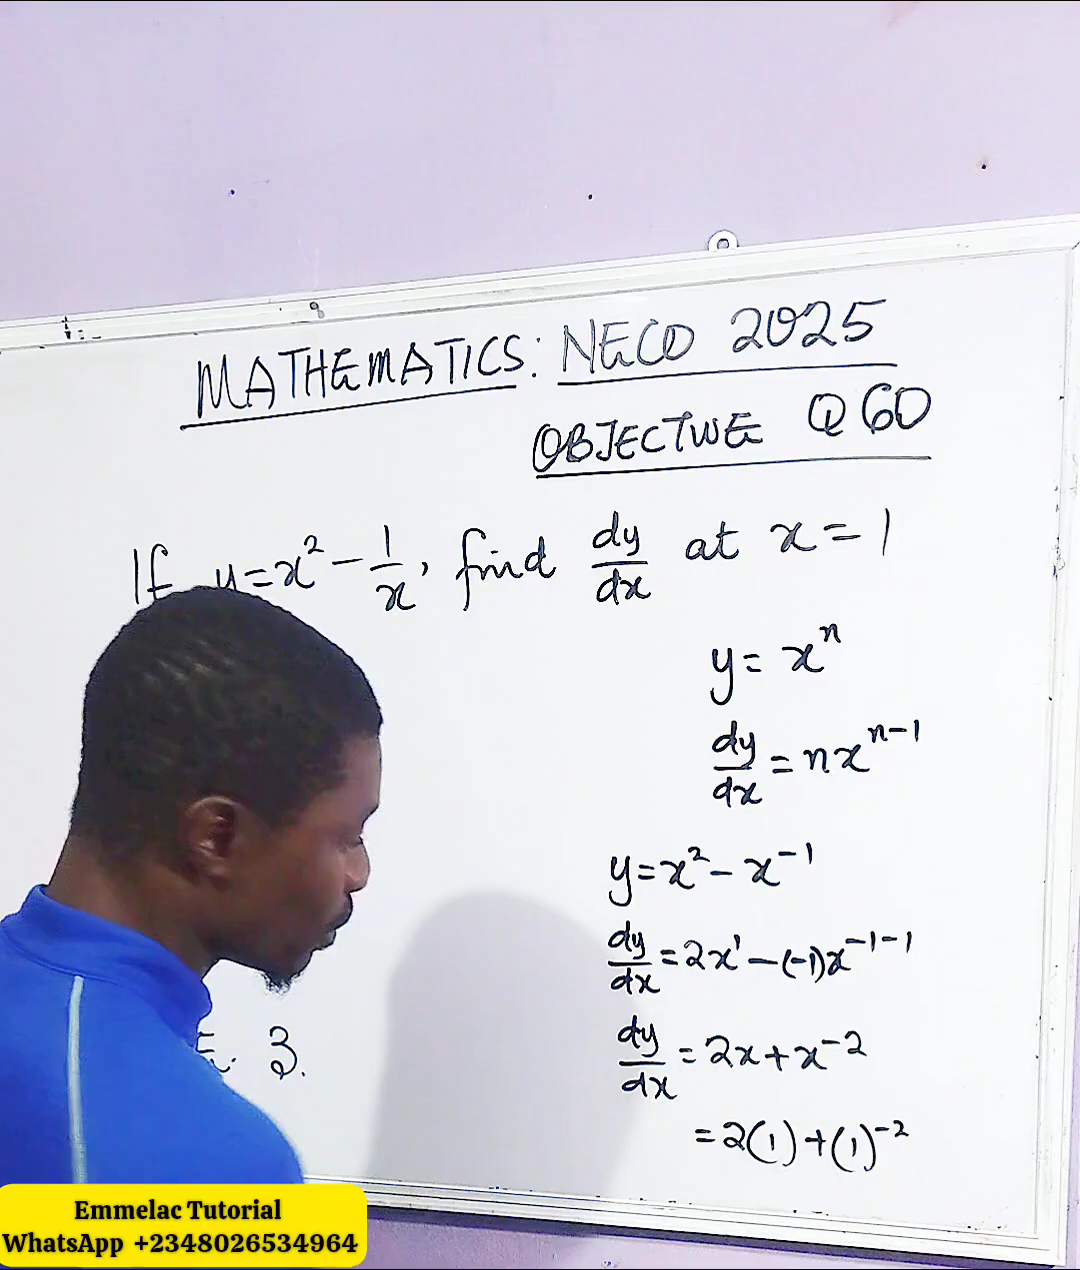 MATHEMATICS: NECO 2025
OBJECTIVE Q60
If y=x² - 1/x, find dy/dx at x=1
y= xⁿ
dy/dx = nxⁿ⁻¹
y=x² - x⁻¹
dy/dx = 2x¹ - (-1)x⁻¹⁻¹
dy/dx = 2x+x⁻²
= 2(1)+(1)⁻²
E. 3.
Emmelac Tutorial
WhatsApp +2348026534964